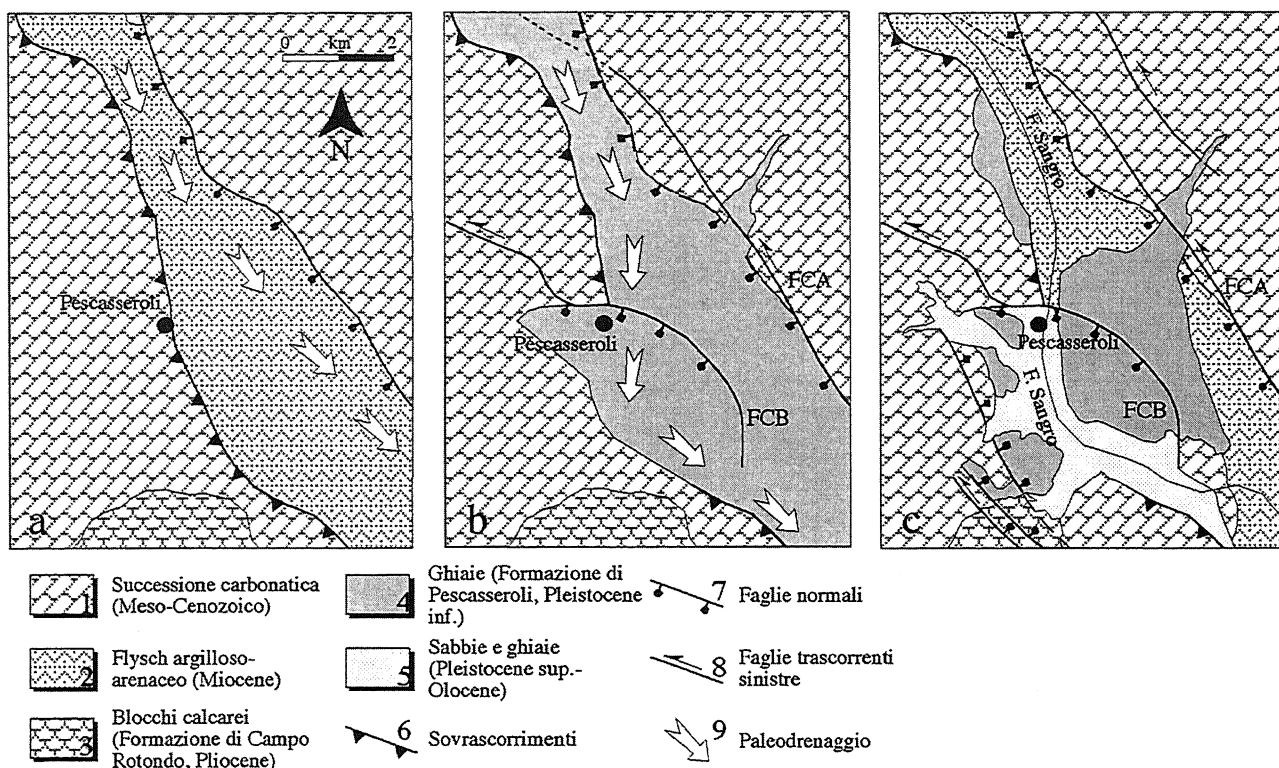 0 km 2
N
Pescasseroli
a
Pescasseroli
FCA
FCB
b
F. Sangro
FCA
Pescasseroli
F. Sangro
FCB
c
1 Successione carbonatica
(Meso-Cenozoico)
2 Flysch argilloso-
arenaceo (Miocene)
3 Blocchi calcarei
(Formazione di Campo
Rotondo, Pliocene)
4 Ghiaie (Formazione di
Pescasseroli, Pleistocene
inf.)
5 Sabbie e ghiaie
(Pleistocene sup.-
Olocene)
6 Sovrascorrimenti
7 Faglie normali
8 Faglie trascorrenti
sinistre
9 Paleodrenaggio